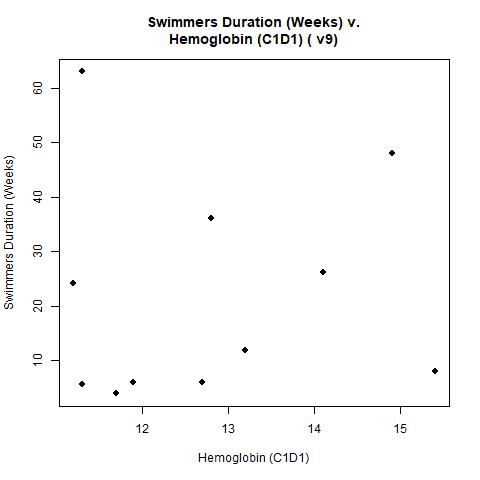 Swimmers Duration (Weeks) v.
Hemoglobin (C1D1) ( v9)
Swimmers Duration (Weeks)
60
50
40
30
20
10
12 13 14 15
Hemoglobin (C1D1)